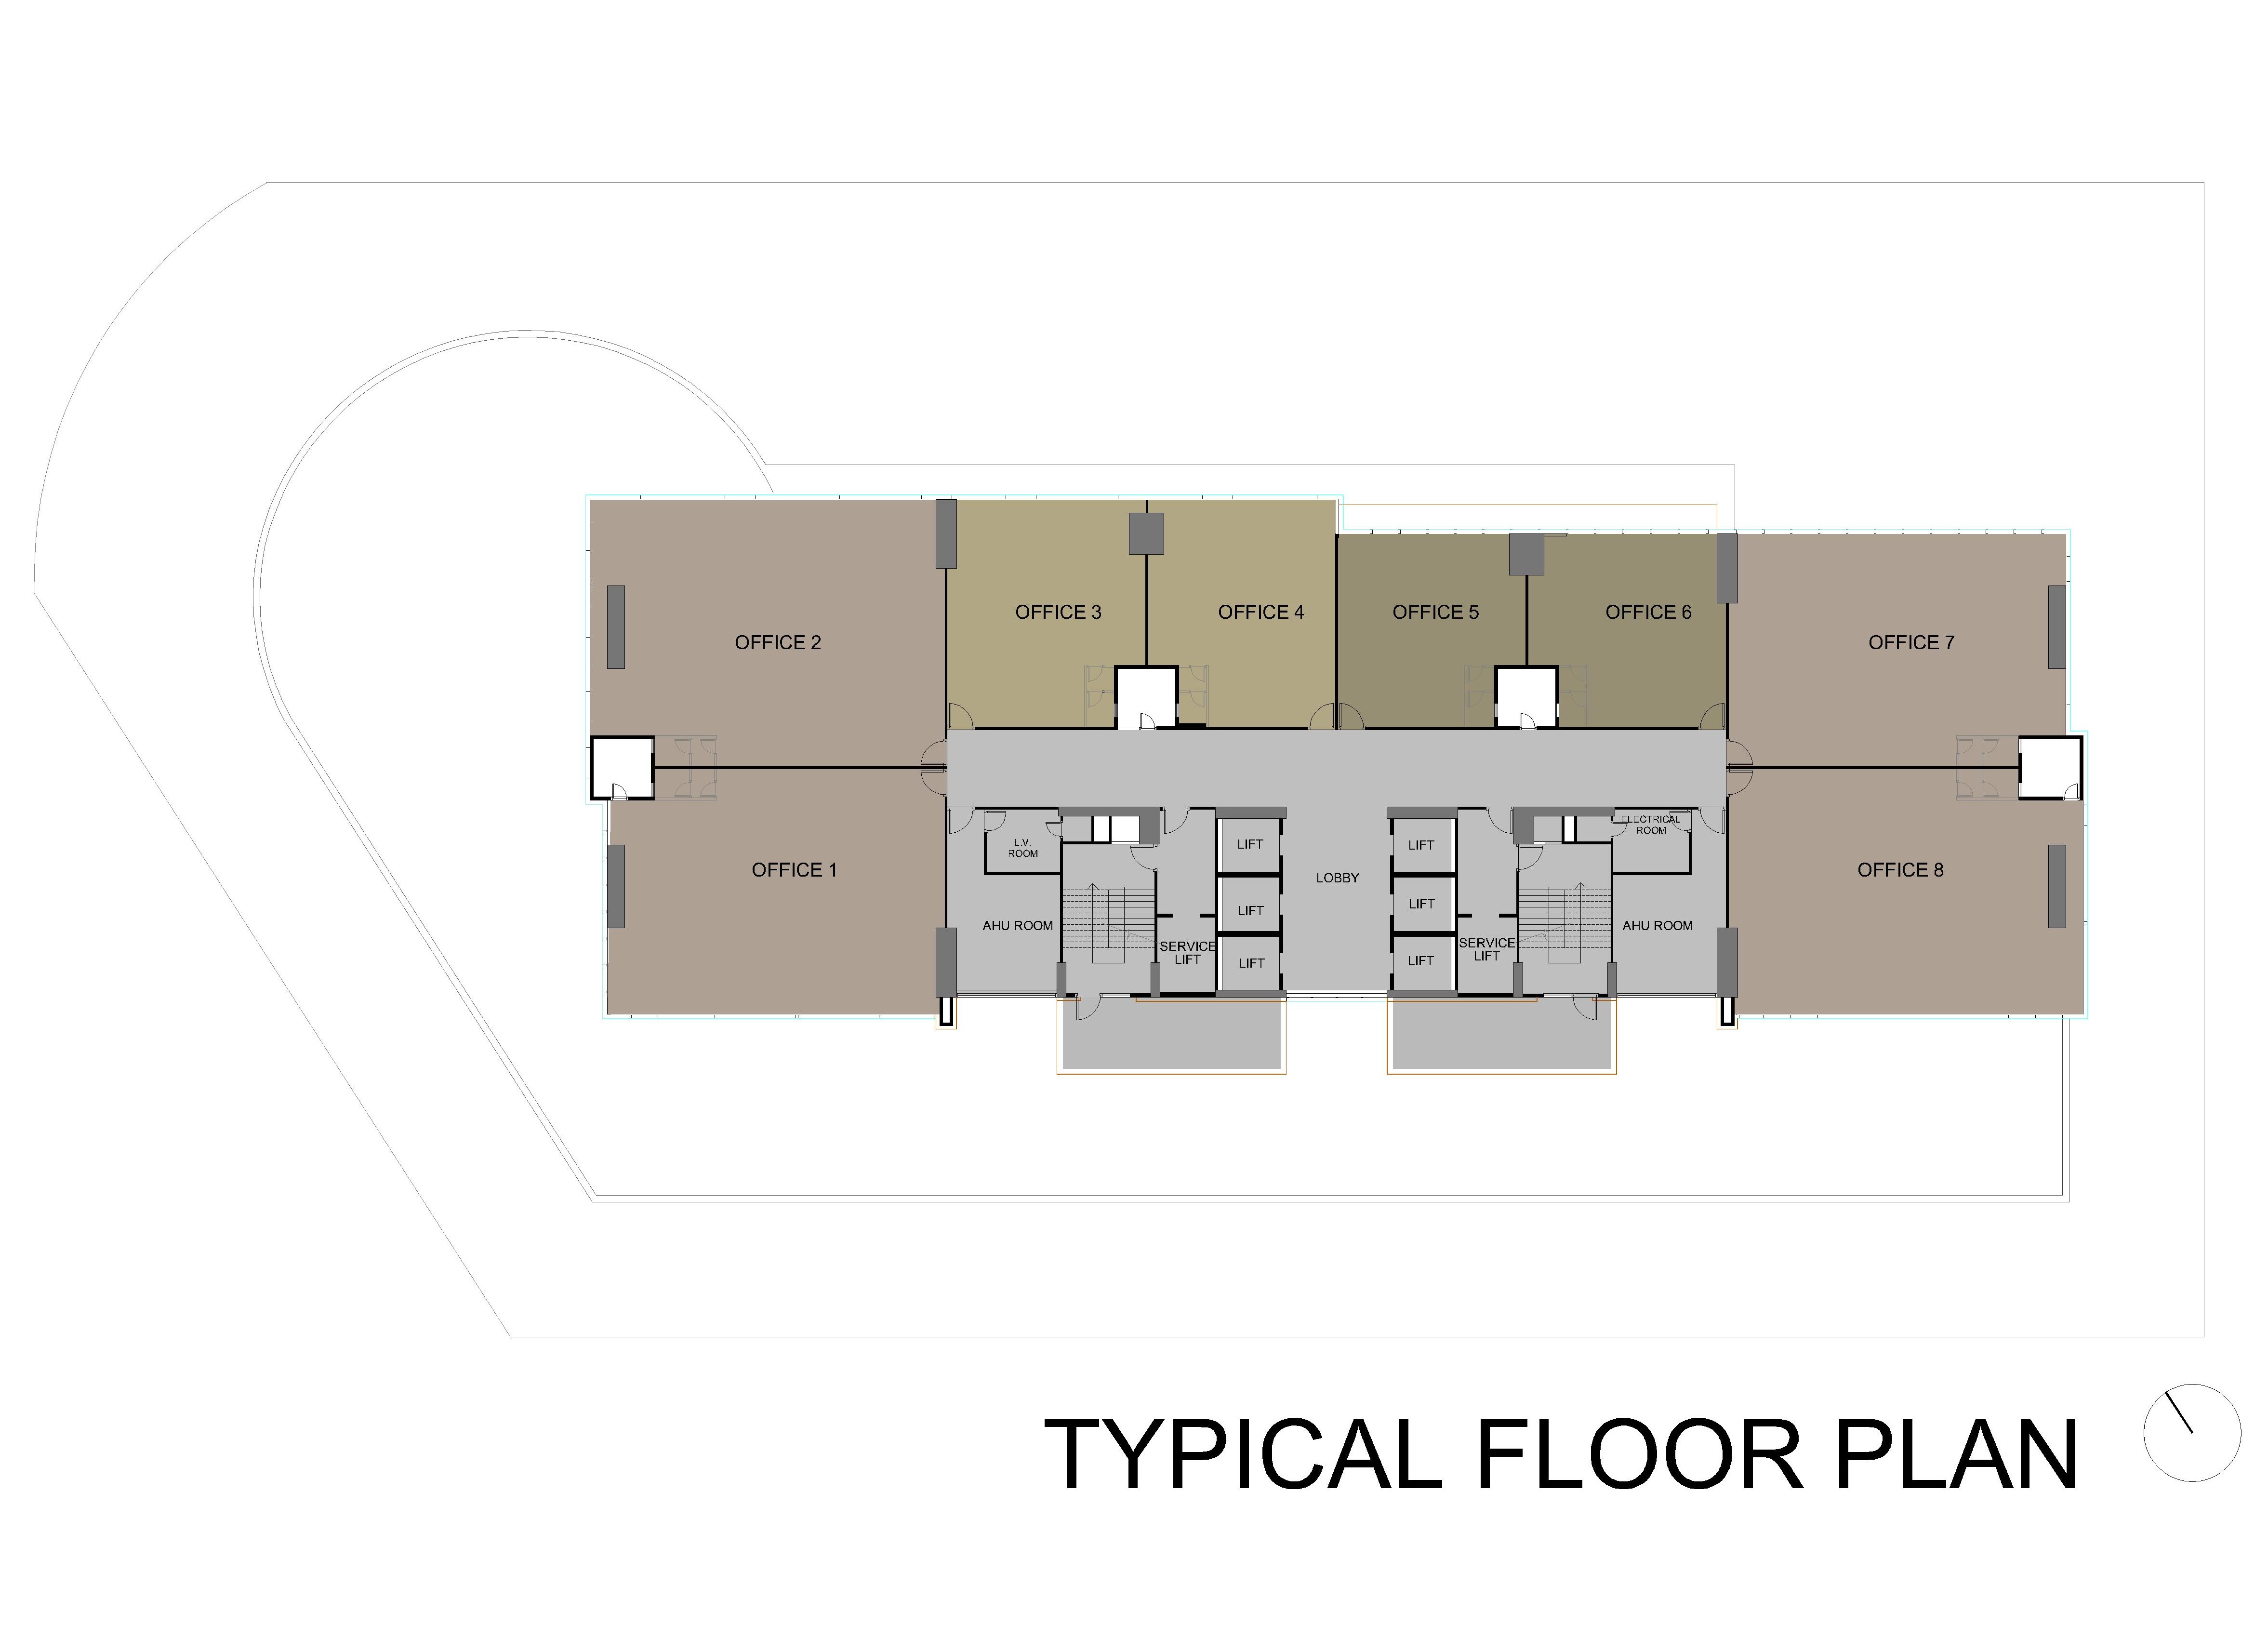 OFFICE 3
OFFICE 4
OFFICE 5
OFFICE 6
OFFICE 2
OFFICE 7
ELECTRICAL
ROOM
L.V.
ROOM
LIFT
LIFT
OFFICE 1
LOBBY
OFFICE 8
LIFT
LIFT
AHU ROOM
AHU ROOM
SERVICE
LIFT
LIFT
LIFT
SERVICE
LIFT
TYPICAL FLOOR PLAN